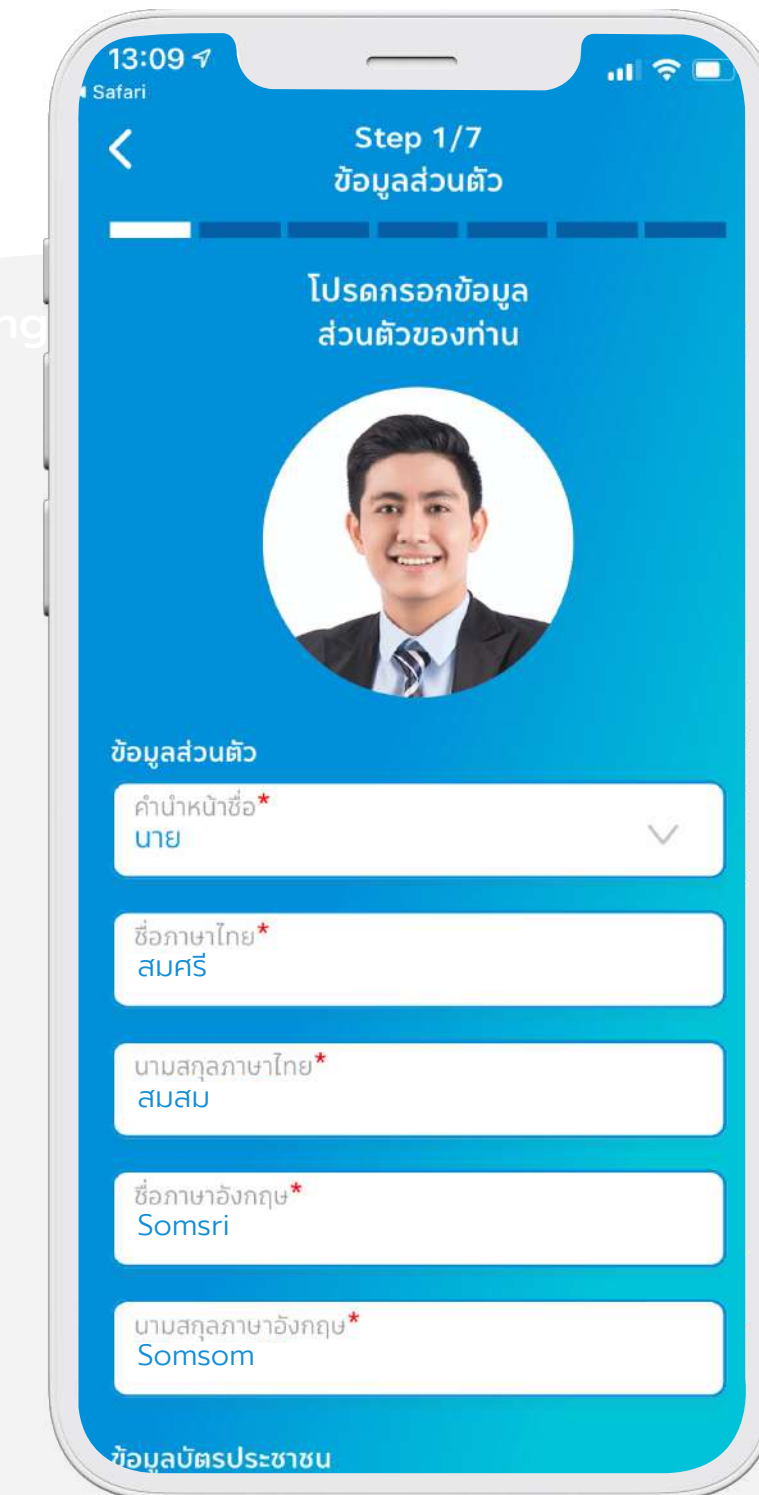 13:09
Safari
Step 1/7
ข้อมูลส่วนตัว
โปรดกรอกข้อมูล
ส่วนตัวของท่าน
ข้อมูลส่วนตัว
คำนำหน้าชื่อ*
นาย
ชื่อภาษาไทย*
สมศรี
นามสกุลภาษาไทย*
สมสม
ชื่อภาษาอังกฤษ*
Somsri
นามสกุลภาษาอังกฤษ*
Somsom
ข้อมูลบัตรประชาชน